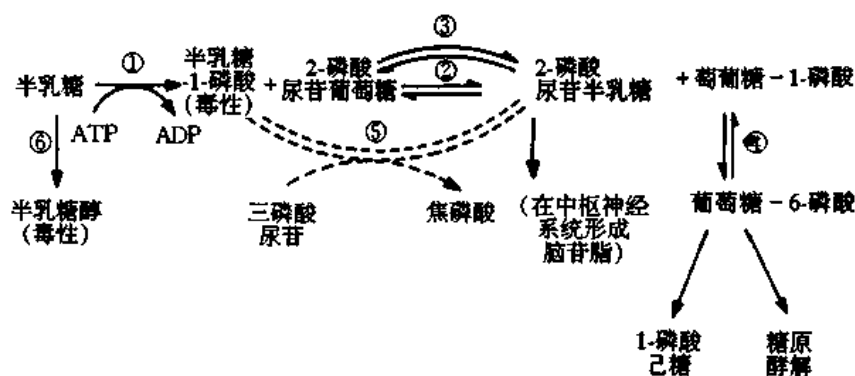 ①
半乳糖
半乳糖
-1-磷酸
(毒性)
+
2-磷酸
尿苷葡萄糖
③
②
2-磷酸
尿苷半乳糖
+ 萄葡糖-1-磷酸
ATP
ADP
⑥
⑤
④
半乳糖醇
(毒性)
三磷酸
尿苷
焦磷酸
(在中枢神经
系统形成
脑苷脂)
葡萄糖-6-磷酸
1-磷酸
己糖
糖原
酵解